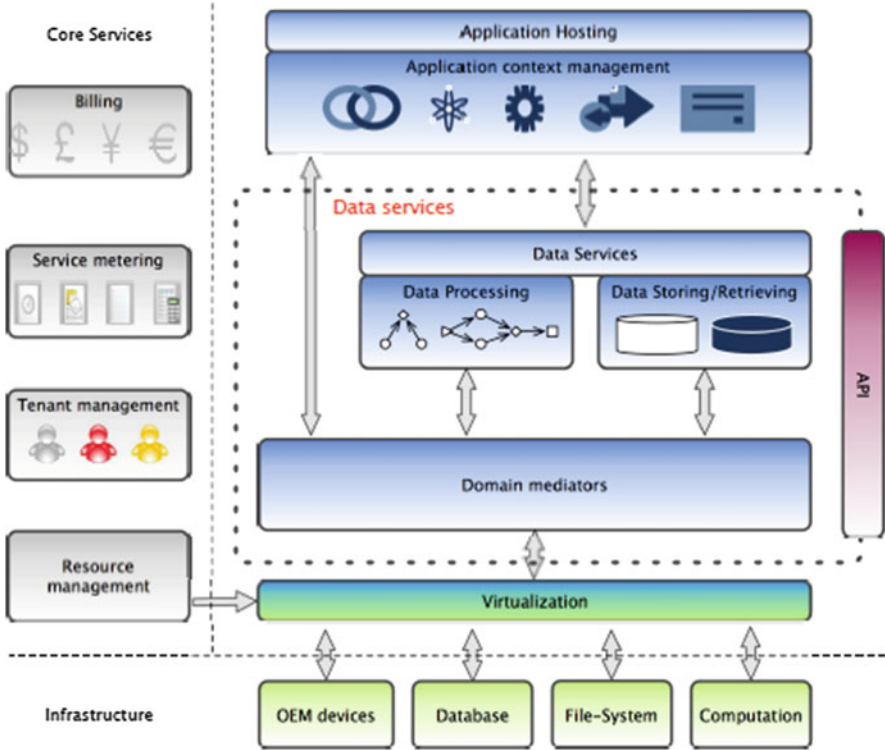 Core Services
Application Hosting
Application context management
Billing
$ £ ¥ €
Data services
Data Services
Service metering
Data Processing
Data Storing/Retrieving
API
Tenant management
Domain mediators
Resource
management
Virtualization
Infrastructure
OEM devices
Database
File-System
Computation